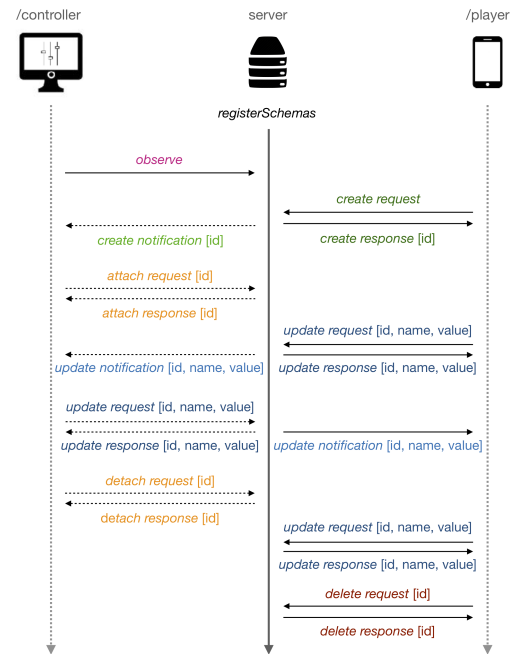 /controller
server
/player
registerSchemas
observe
create request
create notification [id]
create response [id]
attach request [id]
attach response [id]
update request [id, name, value]
update notification [id, name, value]
update response [id, name, value]
update request [id, name, value]
update response [id, name, value]
update notification [id, name, value]
detach request [id]
detach response [id]
update request [id, name, value]
update response [id, name, value]
delete request [id]
delete response [id]